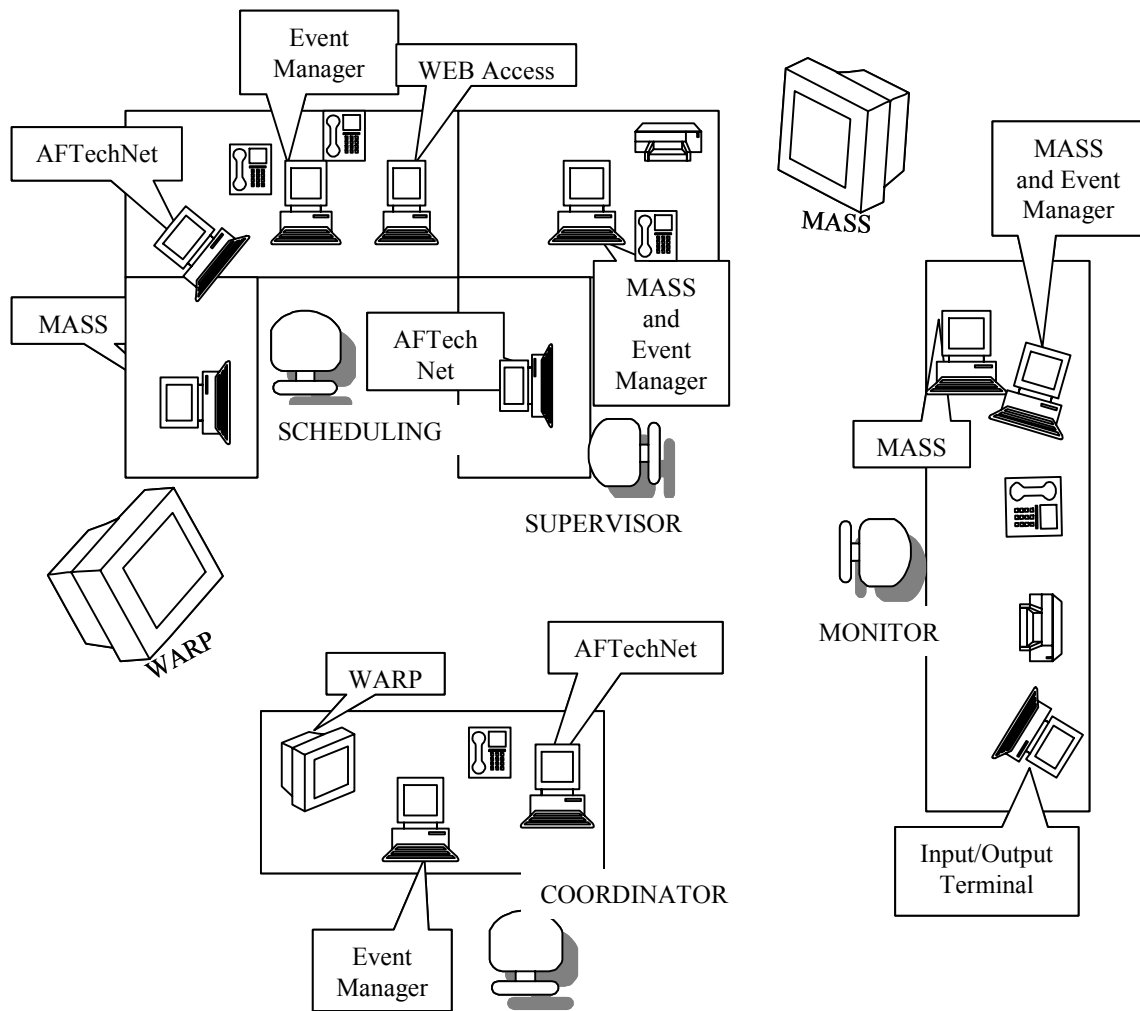 Event
Manager
WEB Access
AFTechNet
MASS
MASS
and Event
Manager
MASS
AFTech
Net
MASS
and
Event
Manager
SCHEDULING
MASS
SUPERVISOR
MONITOR
WARP
WARP
AFTechNet
Input/Output
Terminal
COORDINATOR
Event
Manager